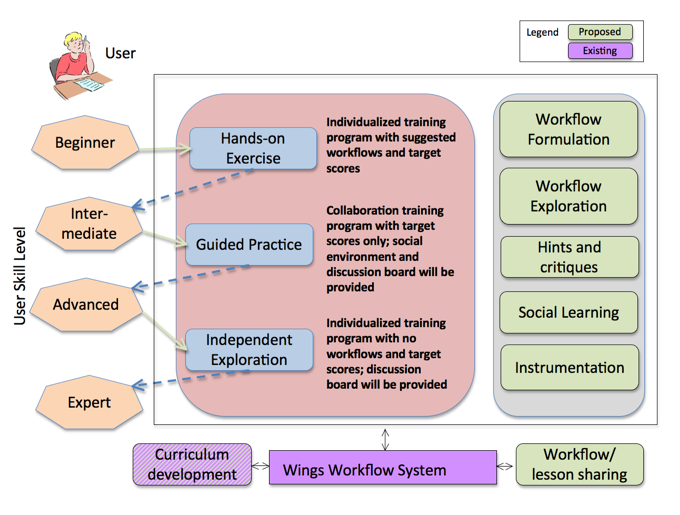 User
Legend
Proposed
Existing
User Skill Level
Beginner
Inter-
mediate
Advanced
Expert
Hands-on
Exercise
Individualized training
program with suggested
workflows and target
scores
Guided Practice
Collaboration training
program with target
scores only; social
environment and
discussion board will be
provided
Independent
Exploration
Individualized training
program with no
workflows and target
scores; discussion
board will be provided
Workflow
Formulation
Workflow
Exploration
Hints and
critiques
Social Learning
Instrumentation
Curriculum
development
Wings Workflow System
Workflow/
lesson sharing